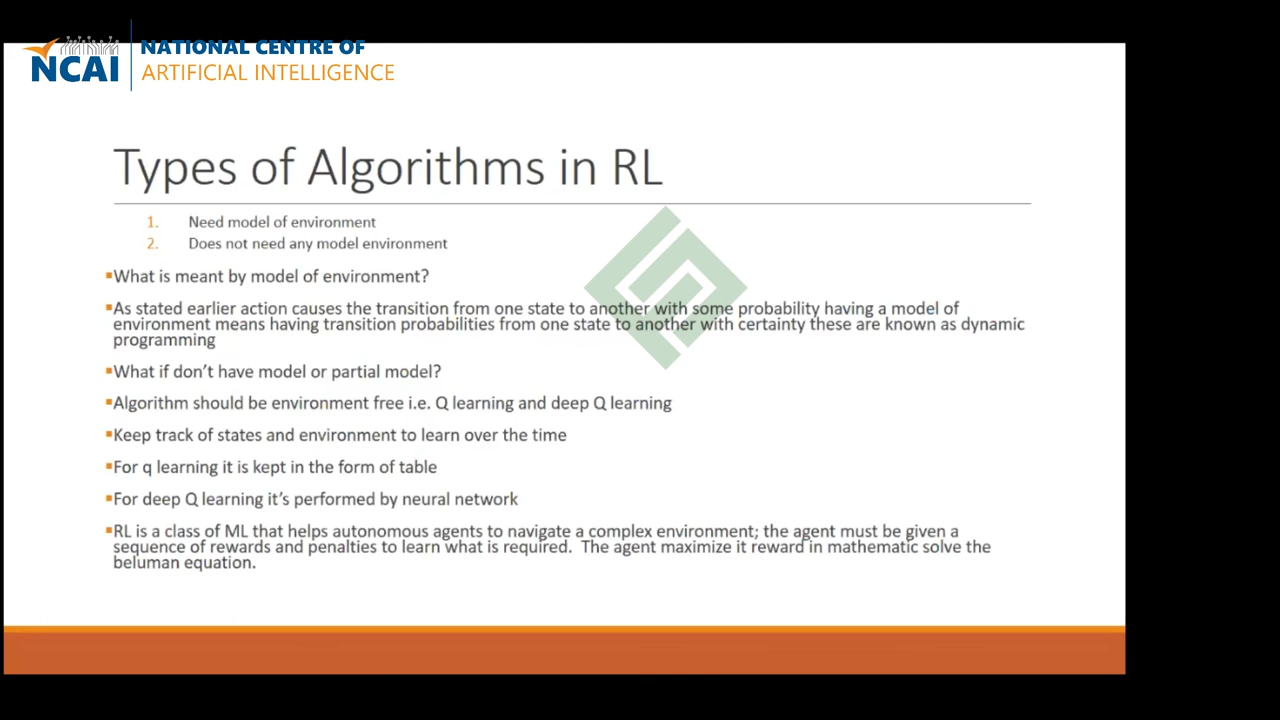 NCAI
NATIONAL CENTRE OF
ARTIFICIAL INTELLIGENCE
Types of Algorithms in RL
1. Need model of environment
2. Does not need any model environment
▪What is meant by model of environment?
▪As stated earlier action causes the transition from one state to another with some probability having a model of
environment means having transition probabilities from one state to another with certainty these are known as dynamic
programming
▪What if don't have model or partial model?
▪Algorithm should be environment free i.e. Q learning and deep Q learning
▪Keep track of states and environment to learn over the time
▪For q learning it is kept in the form of table
▪For deep Q learning it's performed by neural network
▪RL is a class of ML that helps autonomous agents to navigate a complex environment; the agent must be given a
sequence of rewards and penalties to learn what is required. The agent maximize it reward in mathematic solve the
beluman equation.